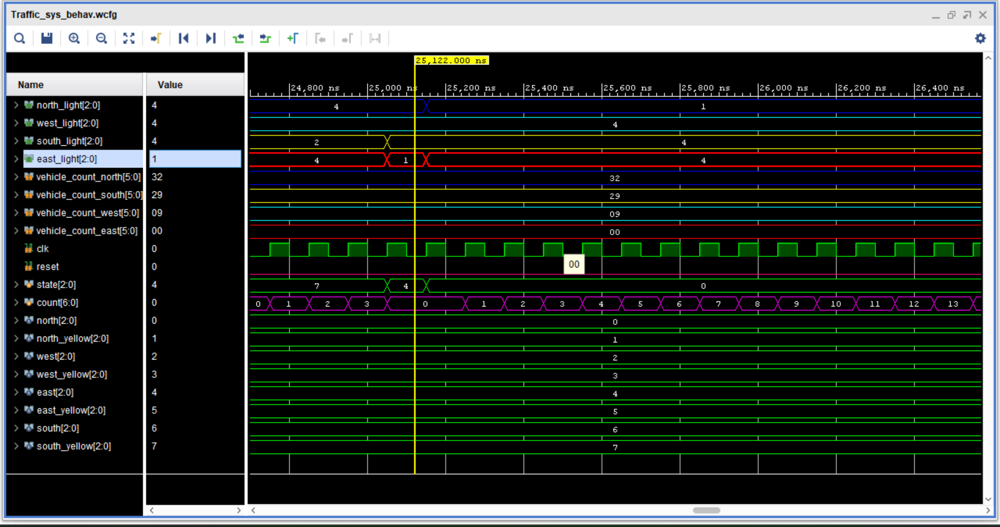 Traffic_sys_behav.wcfg
25,122.000 ns
Name Value
24,800 ns 25,000 ns 25,200 ns 25,400 ns 25,600 ns 25,800 ns 26,000 ns 26,200 ns 26,400 ns
north_light[2:0] 4 4 1
west_light[2:0] 4 4
south_light[2:0] 4 2 4
east_light[2:0] 1 4 1 4
vehicle_count_north[5:0] 32 32
vehicle_count_south[5:0] 29 29
vehicle_count_west[5:0] 09 09
vehicle_count_east[5:0] 00 00
clk 0
reset 0 00
state[2:0] 4 7 4 0
count[6:0] 0 0 1 2 3 0 1 2 3 4 5 6 7 8 9 10 11 12 13
north[2:0] 0 0
north_yellow[2:0] 1 1
west[2:0] 2 2
west_yellow[2:0] 3 3
east[2:0] 4 4
east_yellow[2:0] 5 5
south[2:0] 6 6
south_yellow[2:0] 7 7